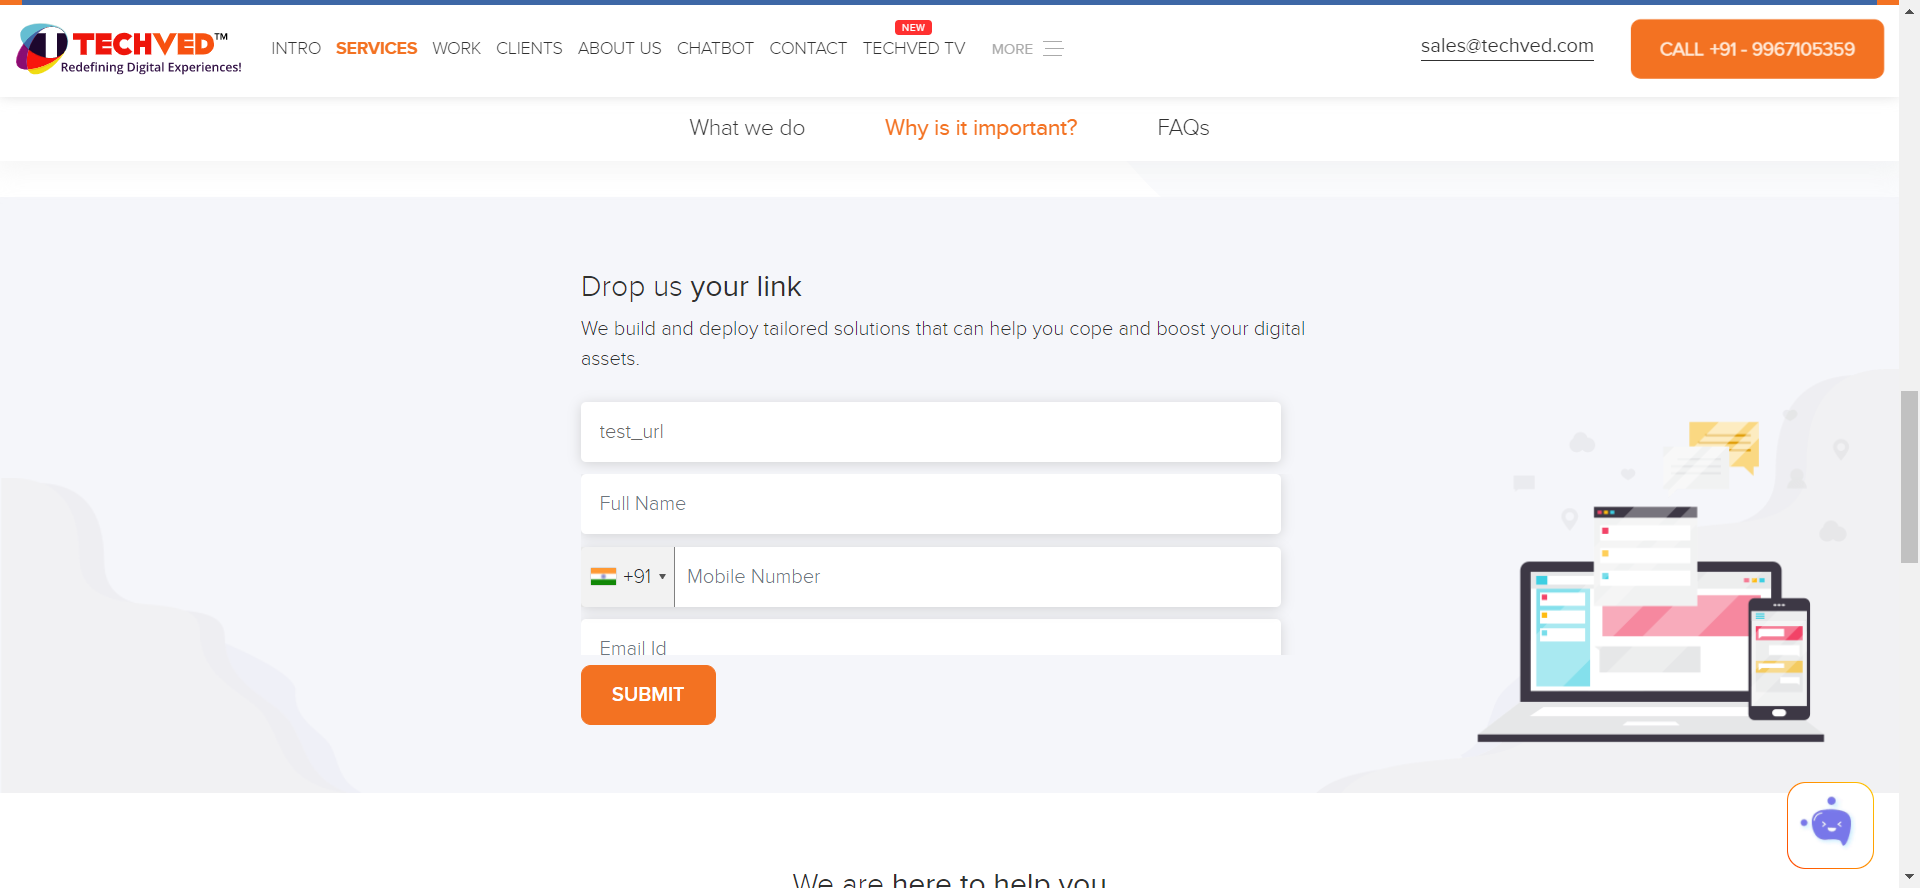 TECHVED™
Redefining Digital Experiences!
INTRO SERVICES WORK CLIENTS ABOUT US CHATBOT CONTACT TECHVED TV NEW MORE
sales@techved.com
CALL +91 - 9967105359
What we do Why is it important? FAQs
Drop us your link
We build and deploy tailored solutions that can help you cope and boost your digital
assets.
test_url
Full Name
+91 Mobile Number
Email Id
SUBMIT
We are here to help you